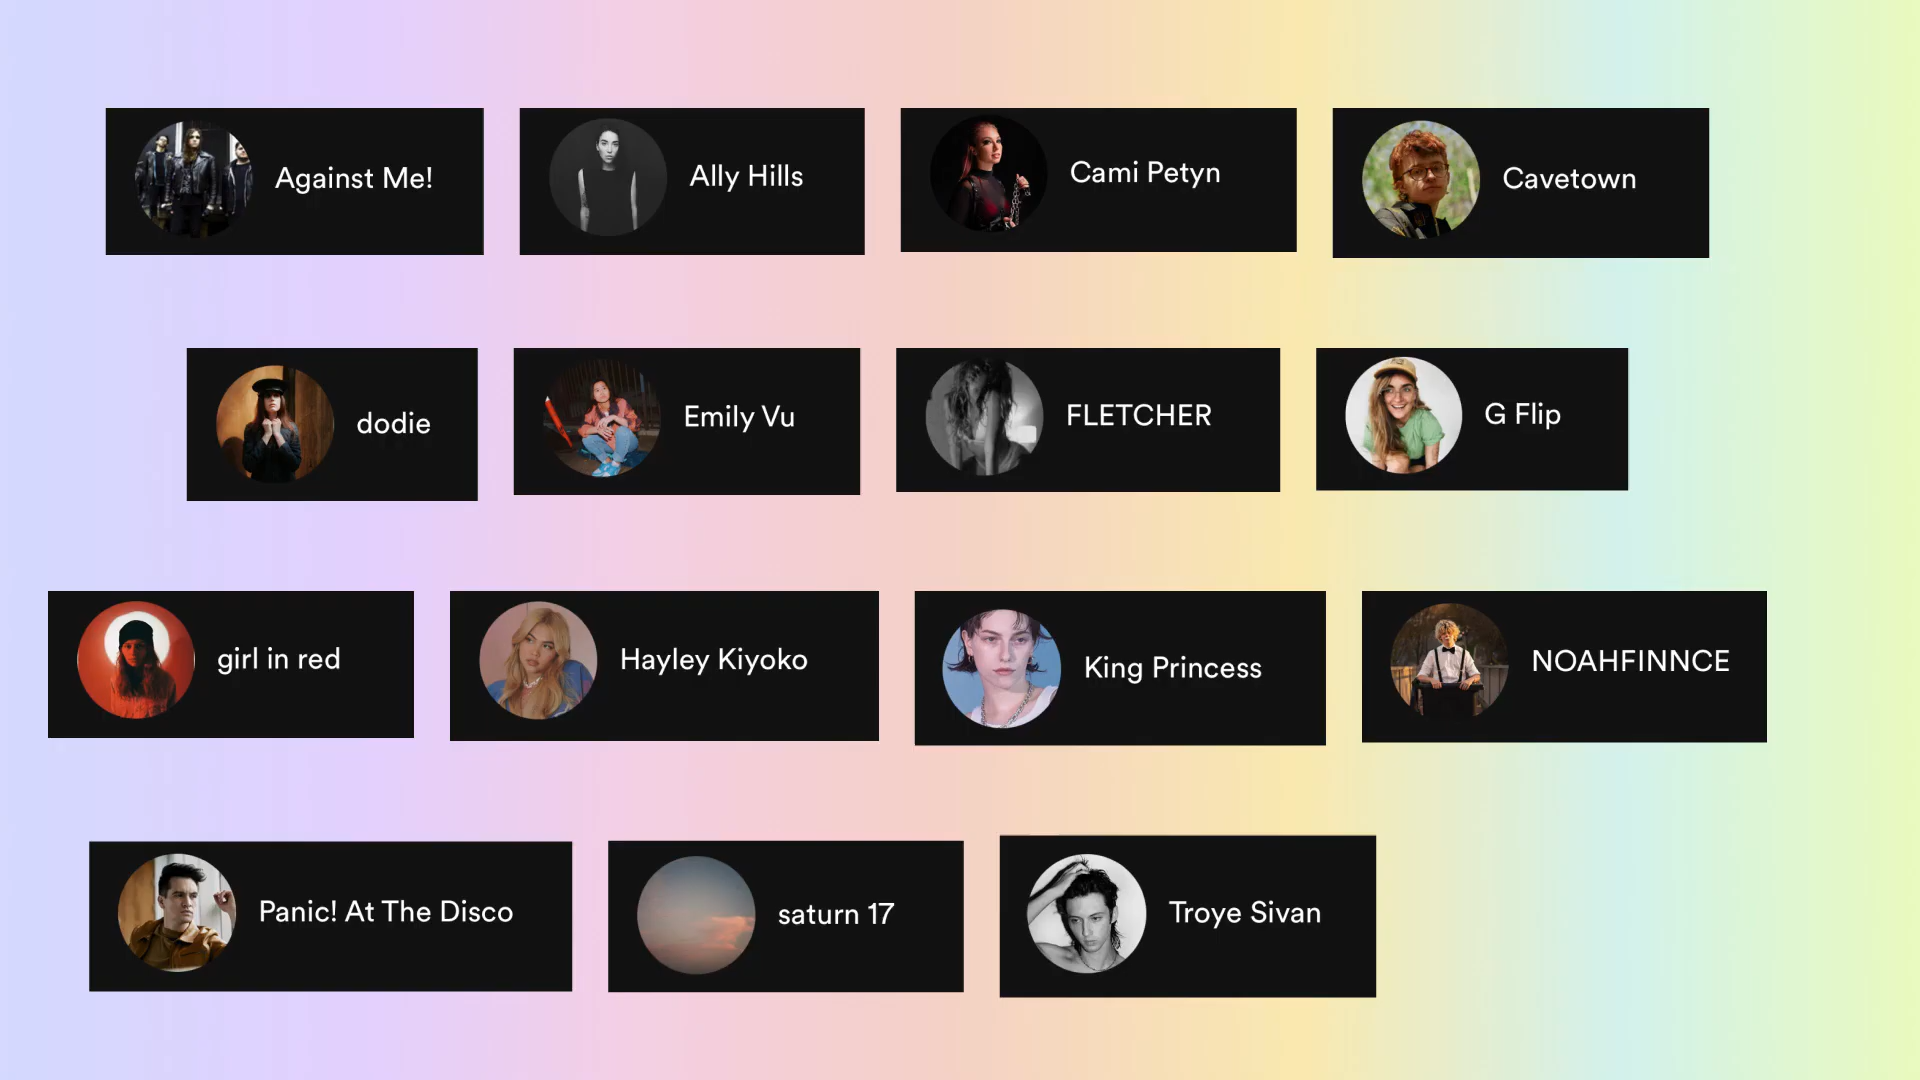 Against Me!
Ally Hills
Cami Petyn
Cavetown
dodie
Emily Vu
FLETCHER
G Flip
girl in red
Hayley Kiyoko
King Princess
NOAHFINNCE
Panic! At The Disco
saturn 17
Troye Sivan